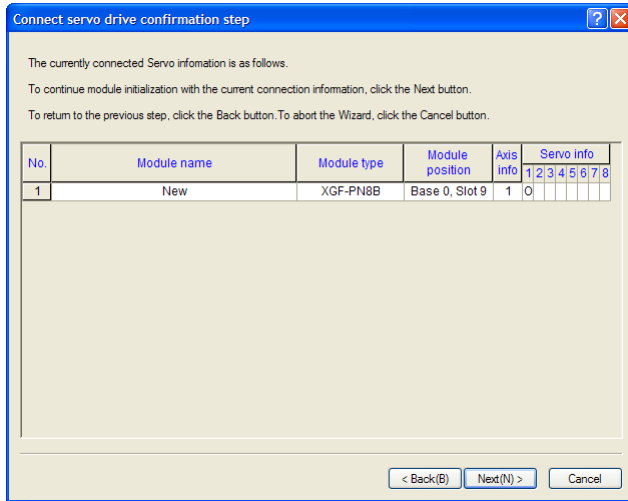 Connect servo drive confirmation step
The currently connected Servo infomation is as follows.
To continue module initialization with the current connection information, click the Next button.
To return to the previous step, click the Back button.To abort the Wizard, click the Cancel button.
No. Module name Module type Module position Axis info Servo info
1 2 3 4 5 6 7 8
1 New XGF-PN8B Base 0, Slot 9 1 O
< Back(B) Next(N) > Cancel